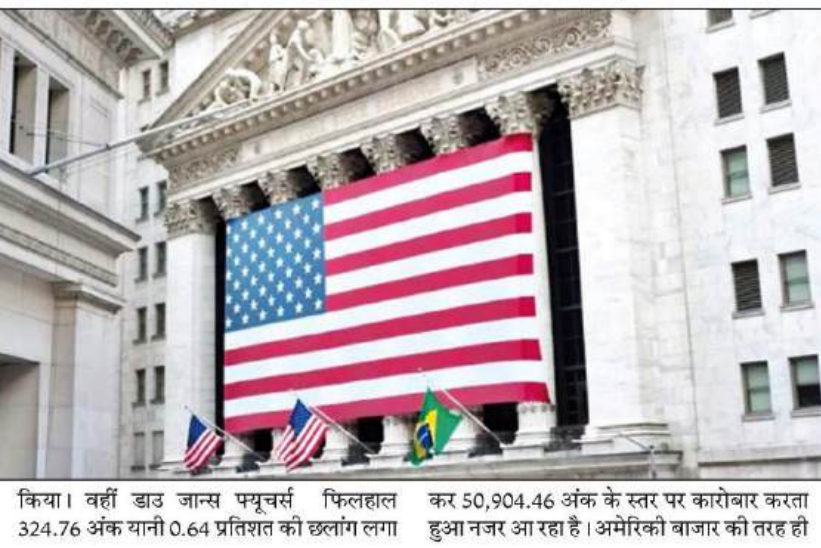 किया। वहीं डाउ जान्स फ्यूचर्स फिलहाल
324.76 अंक यानी 0.64 प्रतिशत की छलांग लगा
कर 50,904.46 अंक के स्तर पर कारोबार करता
हुआ नजर आ रहा है। अमेरिकी बाजार की तरह ही